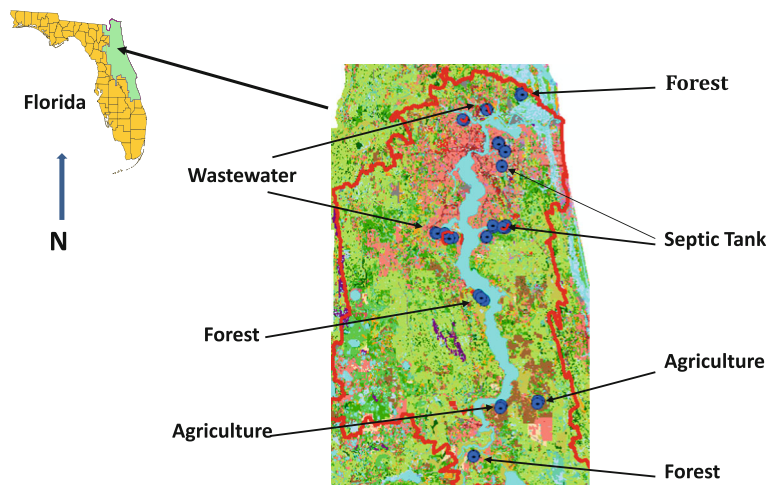 Forest
Florida
Wastewater
Septic Tank
N
Forest
Agriculture
Agriculture
Forest